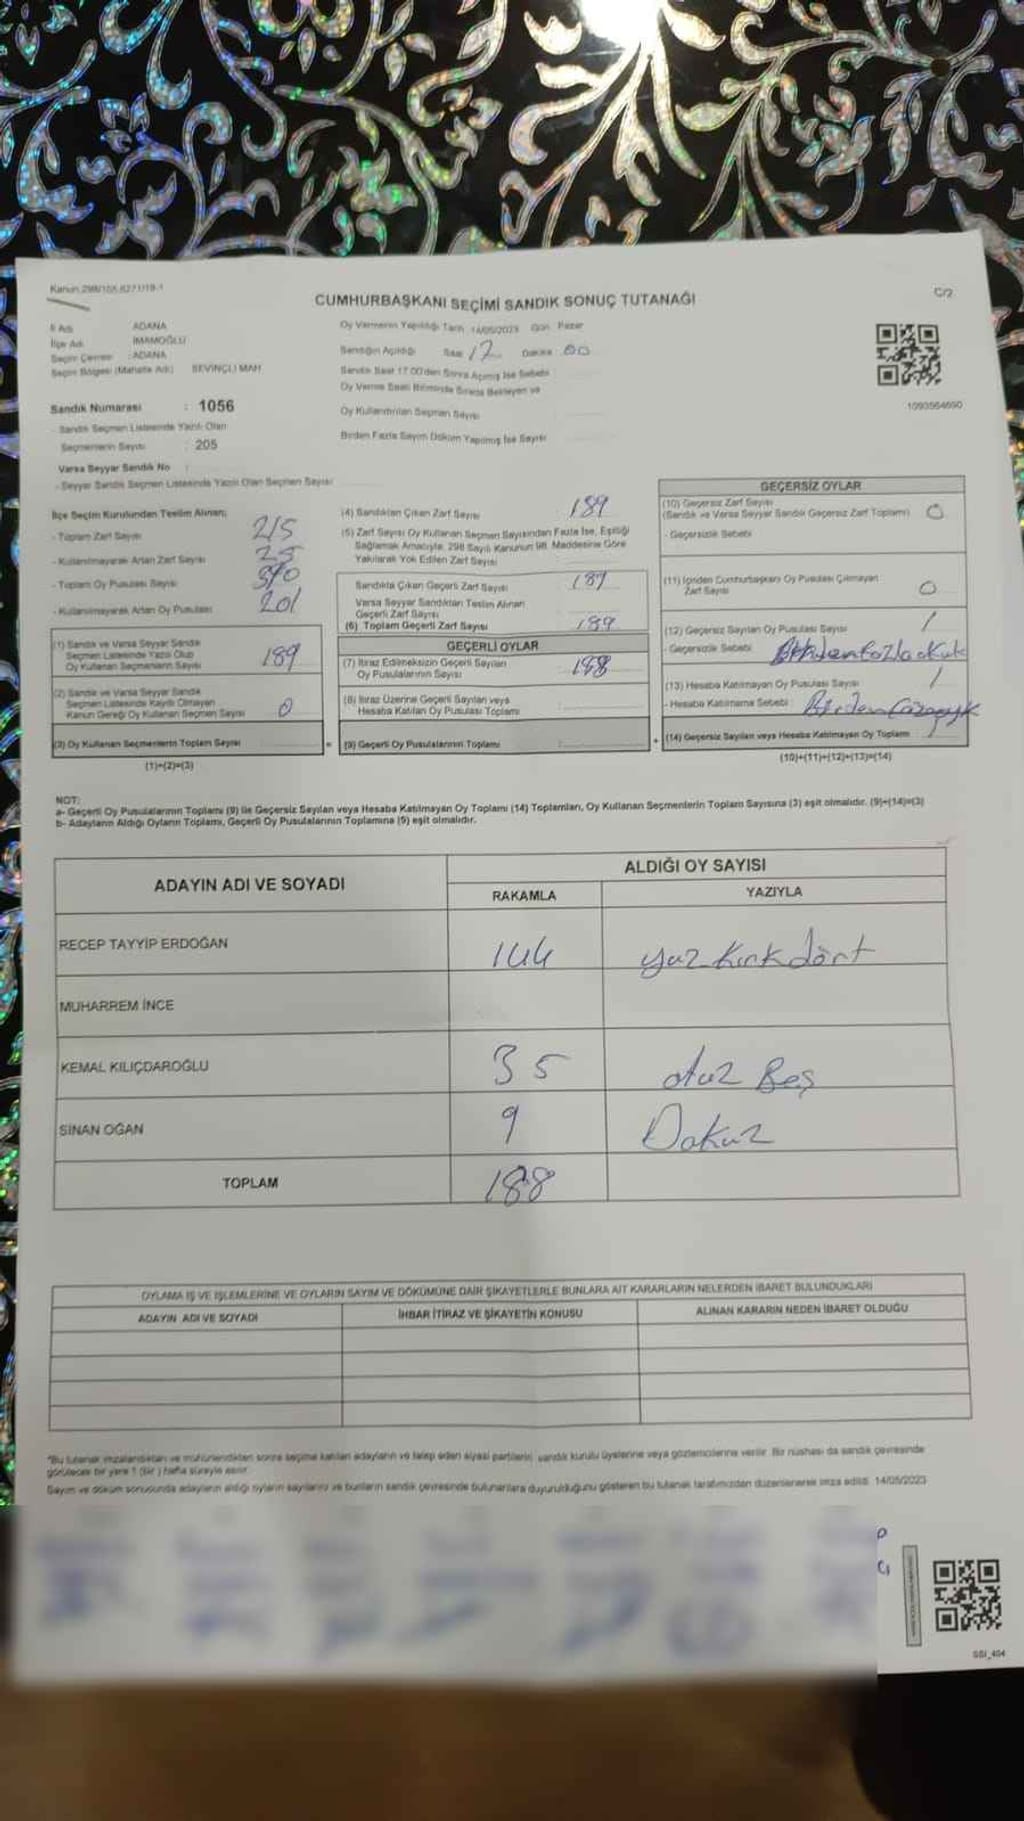 Kanun 298/105,6271/19-1
CUMHURBAŞKANI SEÇİMİ SANDIK SONUÇ TUTANAĞI
C/2
İl Adı : ADANA
İlçe Adı : İMAMOĞLU
Seçim Çevresi : ADANA
Seçim Bölgesi (Mahalle Adı) : SEVİNÇLİ MAH
Sandık Numarası : 1056
- Sandık Seçmen Listesinde Yazılı Olan
Seçmenlerin Sayısı : 205
Varsa Seyyar Sandık No :
- Seyyar Sandık Seçmen Listesinde Yazılı Olan Seçmen Sayısı
Oy Vermenin Yapıldığı Tarih 14/05/2023 Gün Pazar
Sandığın Açıldığı Saat 17 Dakika 00
Sandık Saat 17.00'den Sonra Açılmış İse Sebebi
Oy Verme Saati Bitiminde Sırada Bekleyen ve
Oy Kullandırılan Seçmen Sayısı
Birden Fazla Sayım Döküm Yapılmış İse Sayısı
1093564690
İlçe Seçim Kurulundan Teslim Alınan;
- Toplam Zarf Sayısı 215
- Kullanılmayarak Artan Zarf Sayısı 25
- Toplam Oy Pusulası Sayısı 390
- Kullanılmayarak Artan Oy Pusulası 201
(1) Sandık ve Varsa Seyyar Sandık
Seçmen Listesinde Yazılı Olup
Oy Kullanan Seçmenlerin Sayısı 189
(2) Sandık ve Varsa Seyyar Sandık
Seçmen Listesinde Kayıtlı Olmayan
Kanun Gereği Oy Kullanan Seçmen Sayısı 0
(3) Oy Kullanan Seçmenlerin Toplam Sayısı
(1)+(2)=(3)
(4) Sandıktan Çıkan Zarf Sayısı 189
(5) Zarf Sayısı Oy Kullanan Seçmen Sayısından Fazla İse, Eşitliği
Sağlamak Amacıyla, 298 Sayılı Kanunun 98. Maddesine Göre
Yakılarak Yok Edilen Zarf Sayısı
Sandıkta Çıkan Geçerli Zarf Sayısı 189
Varsa Seyyar Sandıktan Teslim Alınan
Geçerli Zarf Sayısı
(6) Toplam Geçerli Zarf Sayısı 189
GEÇERLİ OYLAR
(7) İtiraz Edilmeksizin Geçerli Sayılan
Oy Pusulalarının Sayısı 188
(8) İtiraz Üzerine Geçerli Sayılan veya
Hesaba Katılan Oy Pusulası Toplamı
= (9) Geçerli Oy Pusulalarının Toplamı
GEÇERSİZ OYLAR
(10) Geçersiz Zarf Sayısı
(Sandık ve Varsa Seyyar Sandık Geçersiz Zarf Toplamı) 0
- Geçersizlik Sebebi
(11) İçinden Cumhurbaşkanı Oy Pusulası Çıkmayan
Zarf Sayısı 0
(12) Geçersiz Sayılan Oy Pusulası Sayısı 1
- Geçersizlik Sebebi :
(13) Hesaba Katılmayan Oy Pusulası Sayısı 1
- Hesaba Katılmama Sebebi : Birden
+ (14) Geçersiz Sayılan veya Hesaba Katılmayan Oy Toplamı 1
(10)+(11)+(12)+(13)=(14)
NOT:
a- Geçerli Oy Pusulalarının Toplamı (9) ile Geçersiz Sayılan veya Hesaba Katılmayan Oy Toplamı (14) Toplamları, Oy Kullanan Seçmenlerin Toplam Sayısına (3) eşit olmalıdır. (9)+(14)=(3)
b- Adayların Aldığı Oyların Toplamı, Geçerli Oy Pusulalarının Toplamına (9) eşit olmalıdır.
ADAYIN ADI VE SOYADI
ALDIĞI OY SAYISI
RAKAMLA YAZIYLA
RECEP TAYYİP ERDOĞAN 144 yüz kırk dört
MUHARREM İNCE
KEMAL KILIÇDAROĞLU 35 otuz Beş
SİNAN OĞAN 9 Dokuz
TOPLAM 188
OYLAMA İŞ VE İŞLEMLERİNE VE OYLARIN SAYIM VE DÖKÜMÜNE DAİR ŞİKAYETLERLE BUNLARA AİT KARARLARIN NELERDEN İBARET BULUNDUKLARI
ADAYIN ADI VE SOYADI İHBAR İTİRAZ VE ŞİKAYETİN KONUSU ALINAN KARARIN NEDEN İBARET OLDUĞU
"Bu tutanak imzalandıktan ve mühürlendikten sonra seçime katılan adayların ve talep eden siyasi partilerin, sandık kurulu üyelerine veya gözlemcilerine verilir. Bir nüshası da sandık çevresinde
görülecek bir yere 1 (bir) hafta süreyle asılır.
Sayım ve döküm sonucunda adayların aldığı oyların sayılarını ve bunların sandık çevresinde bulunanlara duyurulduğunu gösteren bu tutanak tarafımızdan düzenlenerek imza edildi. 14/05/2023
SSI_404